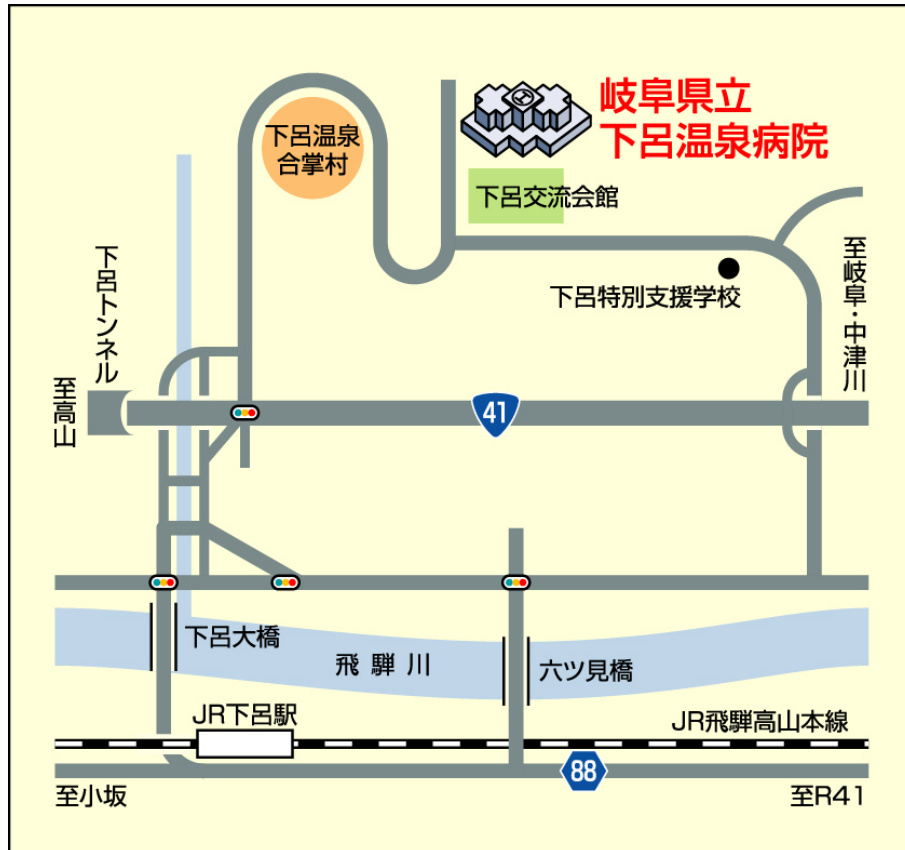 岐阜県立
下呂温泉病院
下呂温泉
合掌村
下呂交流会館
下呂特別支援学校
至岐阜・中津川
下呂トンネル
至高山
41
下呂大橋
飛騨川
六ツ見橋
JR下呂駅
JR飛騨高山本線
88
至小坂
至R41